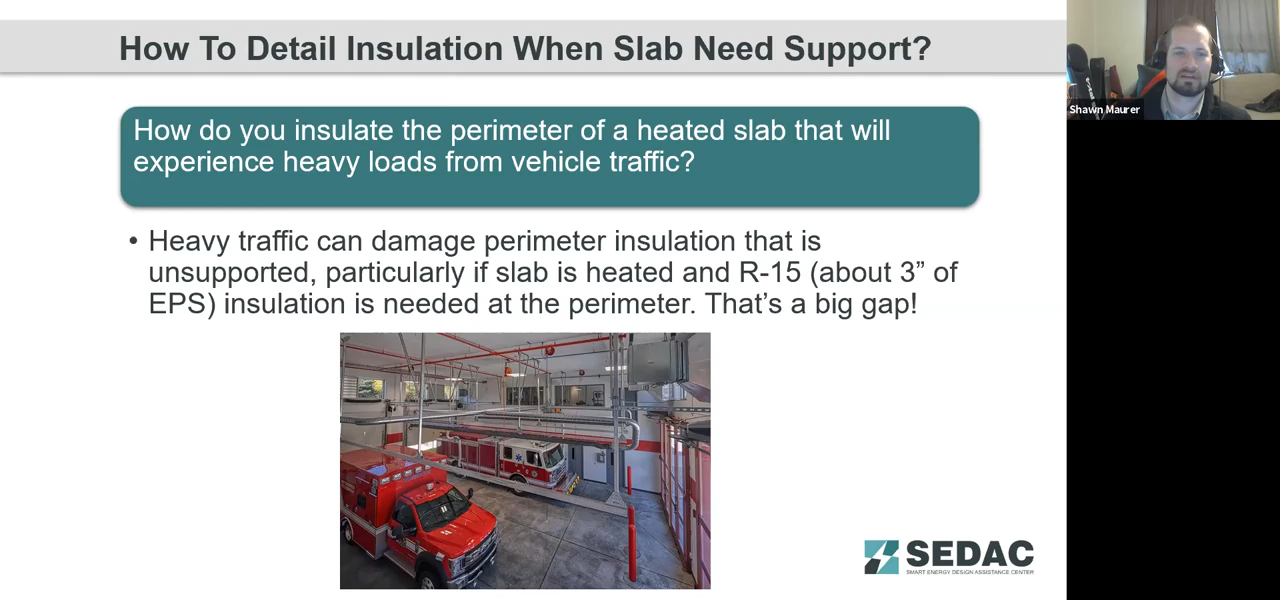 How To Detail Insulation When Slab Need Support?
Shawn Maurer
How do you insulate the perimeter of a heated slab that will
experience heavy loads from vehicle traffic?
• Heavy traffic can damage perimeter insulation that is
unsupported, particularly if slab is heated and R-15 (about 3” of
EPS) insulation is needed at the perimeter. That’s a big gap!
SEDAC
SMART ENERGY DESIGN ASSISTANCE CENTER